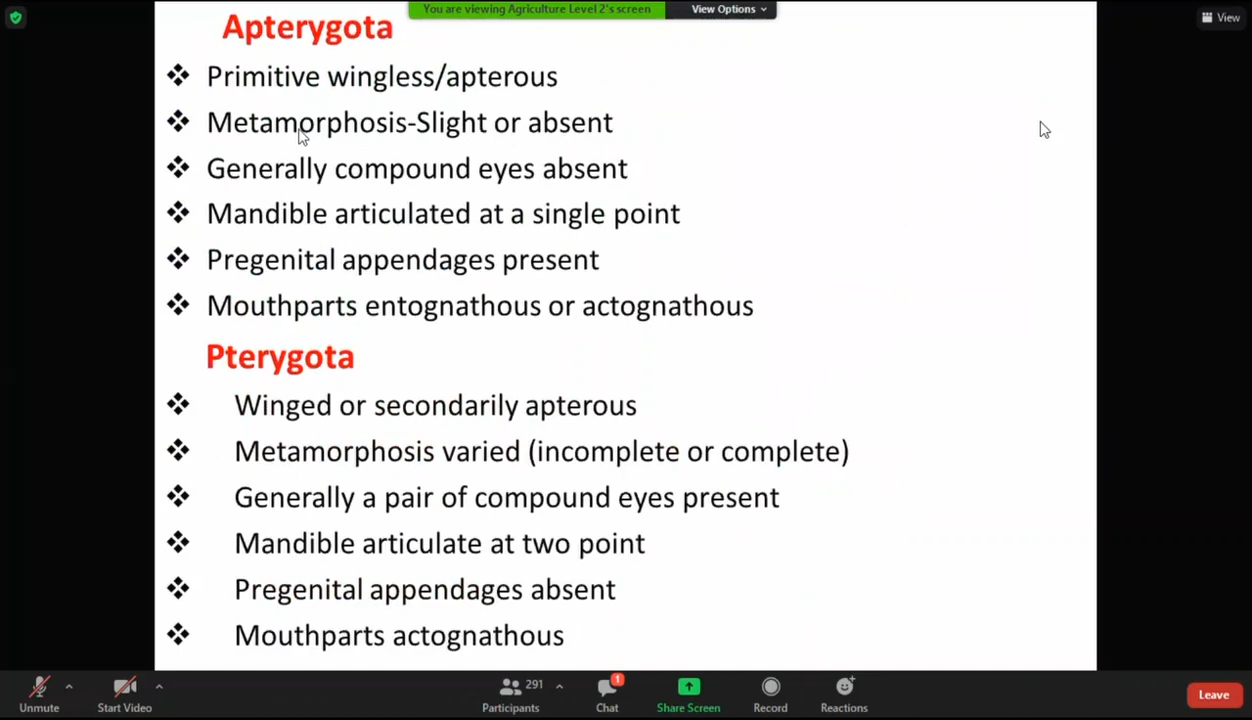 You are viewing Agriculture Level 2's screen
View Options
View
Apterygota
Primitive wingless/apterous
Metamorphosis-Slight or absent
Generally compound eyes absent
Mandible articulated at a single point
Pregenital appendages present
Mouthparts entognathous or actognathous
Pterygota
Winged or secondarily apterous
Metamorphosis varied (incomplete or complete)
Generally a pair of compound eyes present
Mandible articulate at two point
Pregenital appendages absent
Mouthparts actognathous
291
1
Unmute
Start Video
Participants
Chat
Share Screen
Record
Reactions
Leave